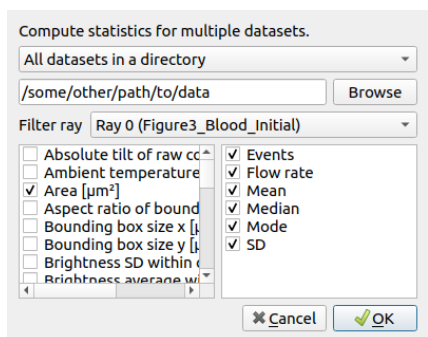 Compute statistics for multiple datasets.
All datasets in a directory
/some/other/path/to/data
Browse
Filter ray
Ray 0 (Figure3_Blood_Initial)
Absolute tilt of raw
Ambient temperature
Area [µm²]
Aspect ratio of bound
Bounding box size x [
Bounding box size y [
Brightness SD within
Brightness average
Events
Flow rate
Mean
Median
Mode
SD
Cancel
OK